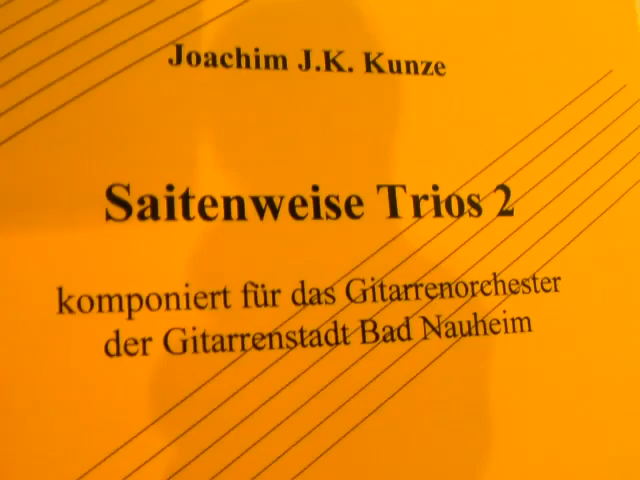 Joachim J.K. Kunze
Saitenweise Trios 2
komponiert für das Gitarrenorchester
der Gitarrenstadt Bad Nauheim